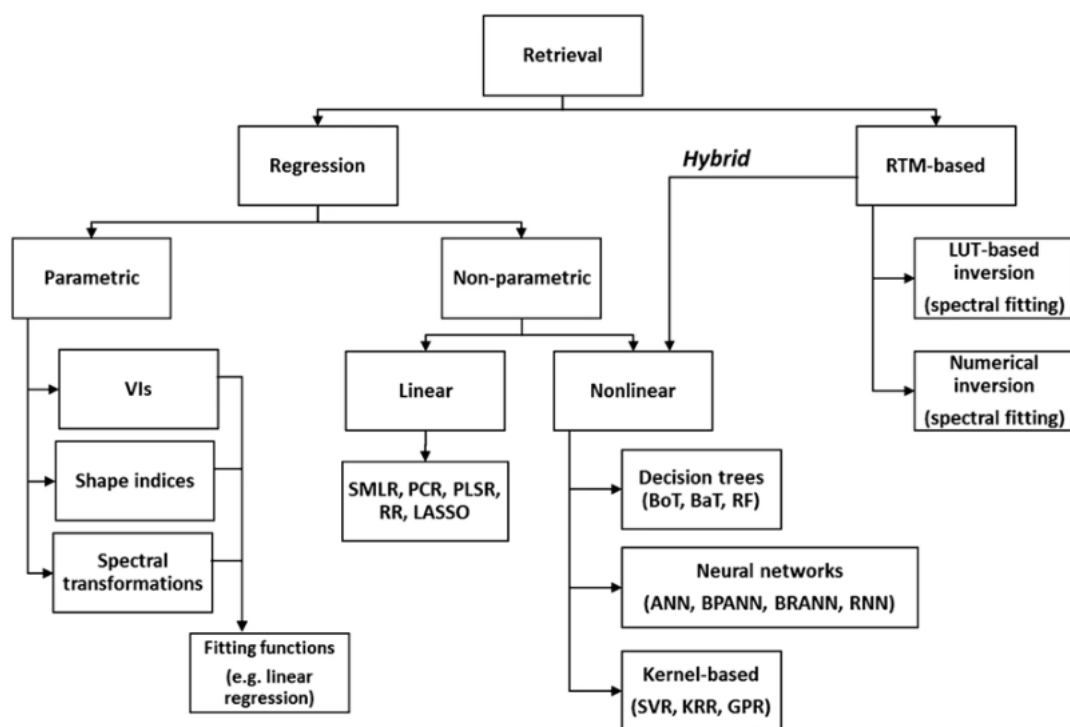 Retrieval
Regression
Hybrid
RTM-based
Parametric
Non-parametric
LUT-based
inversion
(spectral fitting)
Numerical
inversion
(spectral fitting)
VIs
Shape indices
Spectral
transformations
Fitting functions
(e.g. linear
regression)
Linear
SMLR, PCR, PLSR,
RR, LASSO
Nonlinear
Decision trees
(BoT, BaT, RF)
Neural networks
(ANN, BPANN, BRANN, RNN)
Kernel-based
(SVR, KRR, GPR)